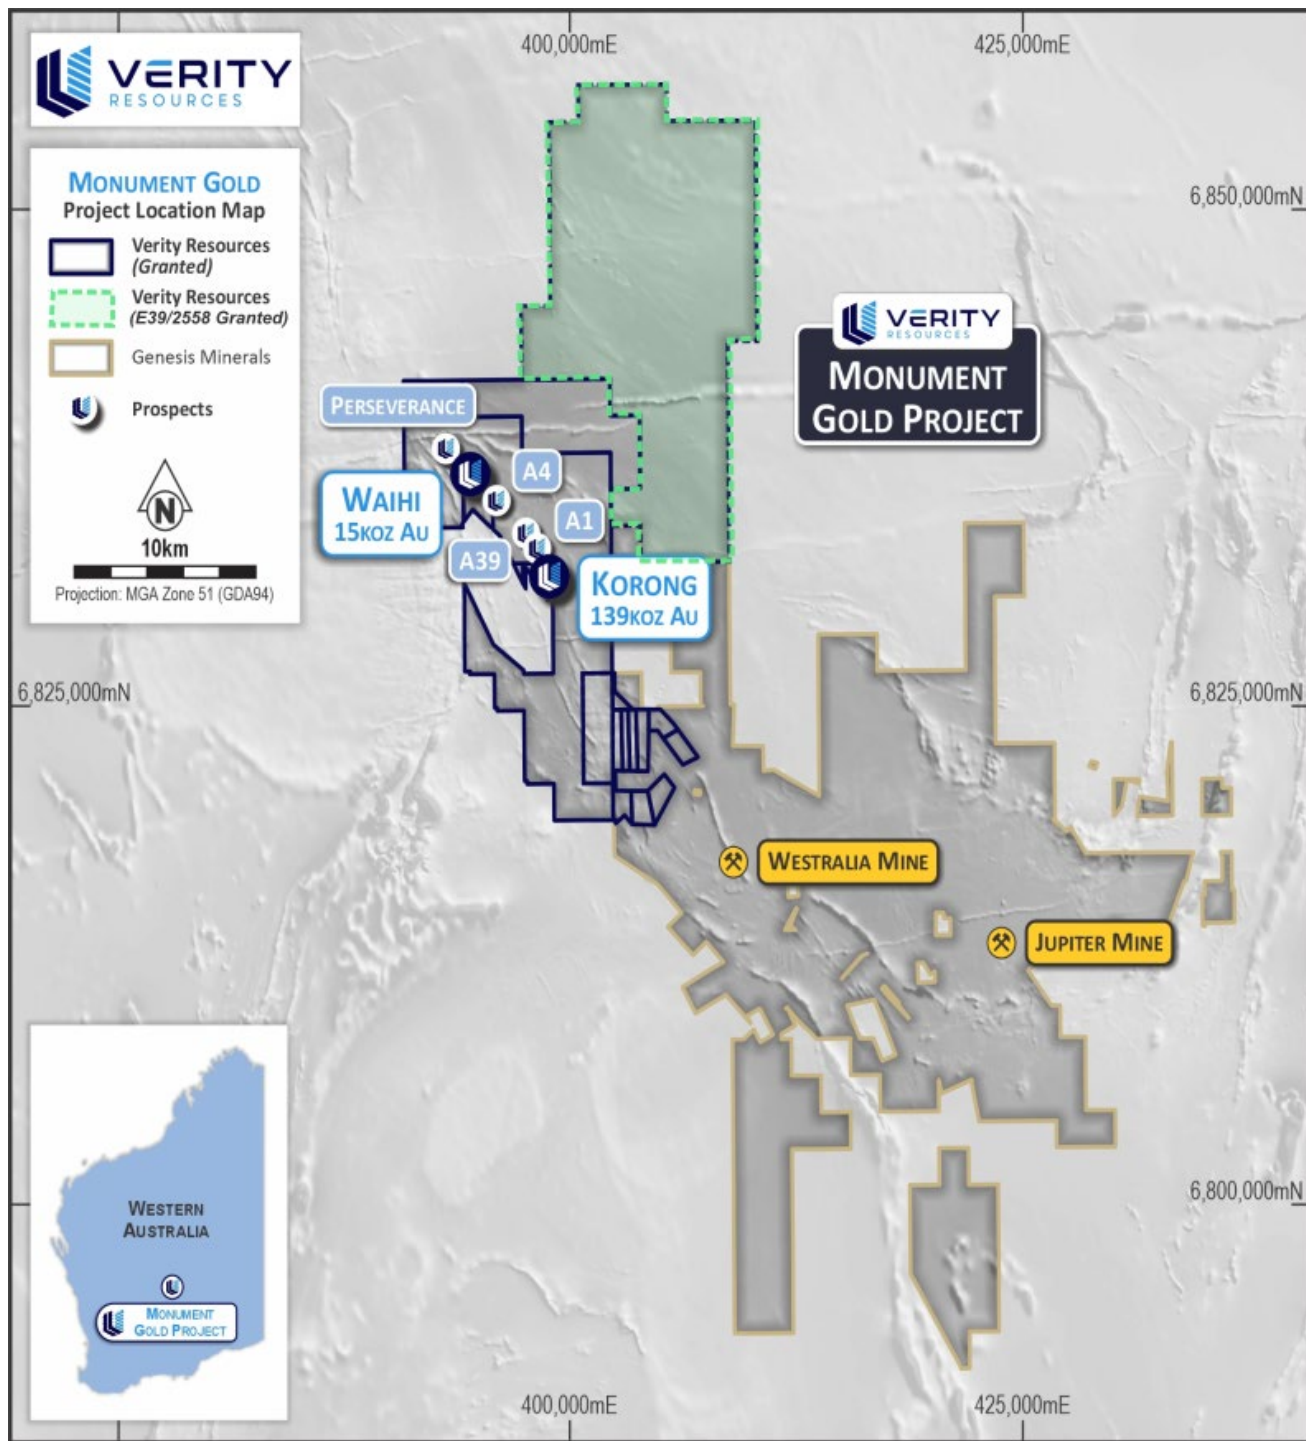 400,000mE
425,000mE
VERITY
RESOURCES
MONUMENT GOLD
Project Location Map
Verity Resources
(Granted)
Verity Resources
(E39/2558 Granted)
Genesis Minerals
Prospects
N
10km
Projection: MGA Zone 51 (GDA94)
6,850,000mN
VERITY
RESOURCES
MONUMENT
GOLD PROJECT
PERSEVERANCE
A4
WAIHI
15KOZ AU
A1
A39
KORONG
139KOZ AU
6,825,000mN
6,825,000mN
WESTRALIA MINE
JUPITER MINE
6,800,000mN
WESTERN
AUSTRALIA
MONUMENT
GOLD PROJECT
400,000mE
425,000mE